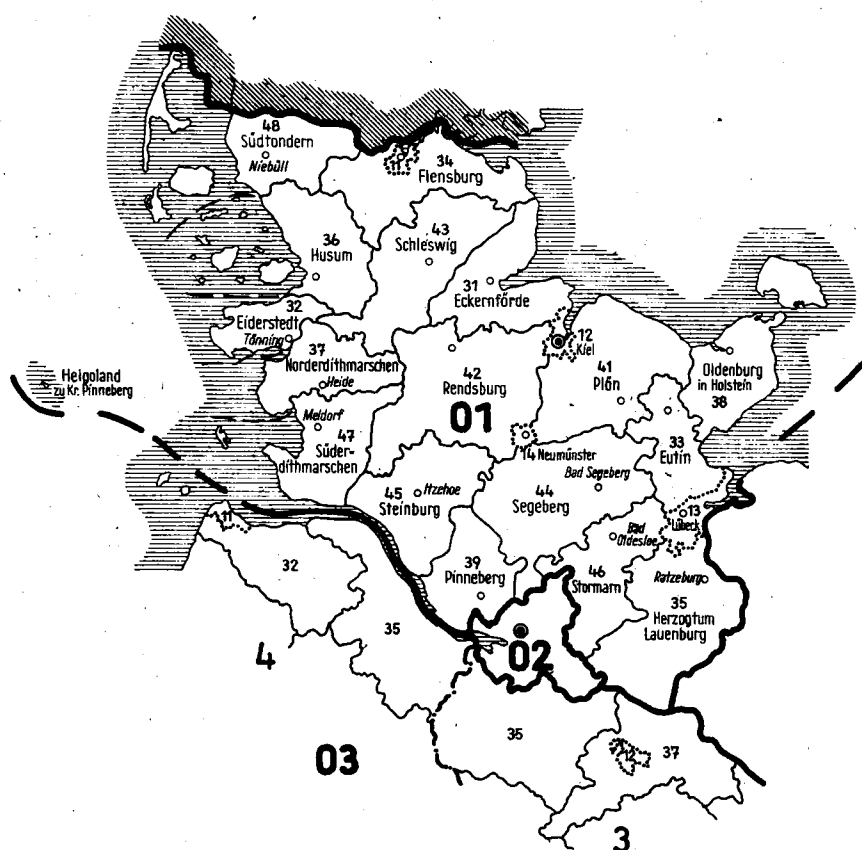 48
Südtondern
Niebüll
11
34
Flensburg
43
Schleswig
36
Husum
31
Eckernförde
32
Eiderstedt
Tönning
37
Norderdithmarschen
Heide
12
Kiel
42
Rendsburg
01
41
Plön
Oldenburg
in Holstein
38
Helgoland
zu Kr. Pinneberg
Meldorf
47
Süder-
dithmarschen
14 Neumünster
33
Eutin
Bad Segeberg
44
Segeberg
45
Itzehoe
Steinburg
13
Lübeck
Bad
Oldesloe
11
32
39
Pinneberg
46
Stormarn
Ratzeburg
35
Herzogtum
Lauenburg
35
4
02
03
35
37
12
3